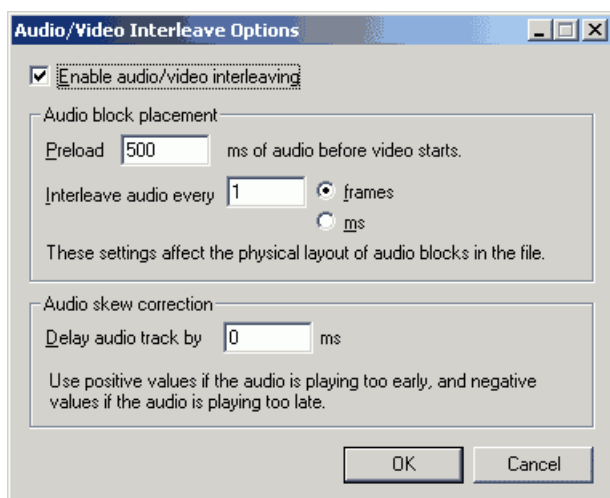 Audio/Video Interleave Options
Enable audio/video interleaving
Audio block placement
Preload 500 ms of audio before video starts.
Interleave audio every 1 frames
ms
These settings affect the physical layout of audio blocks in the file.
Audio skew correction
Delay audio track by 0 ms
Use positive values if the audio is playing too early, and negative
values if the audio is playing too late.
OK Cancel